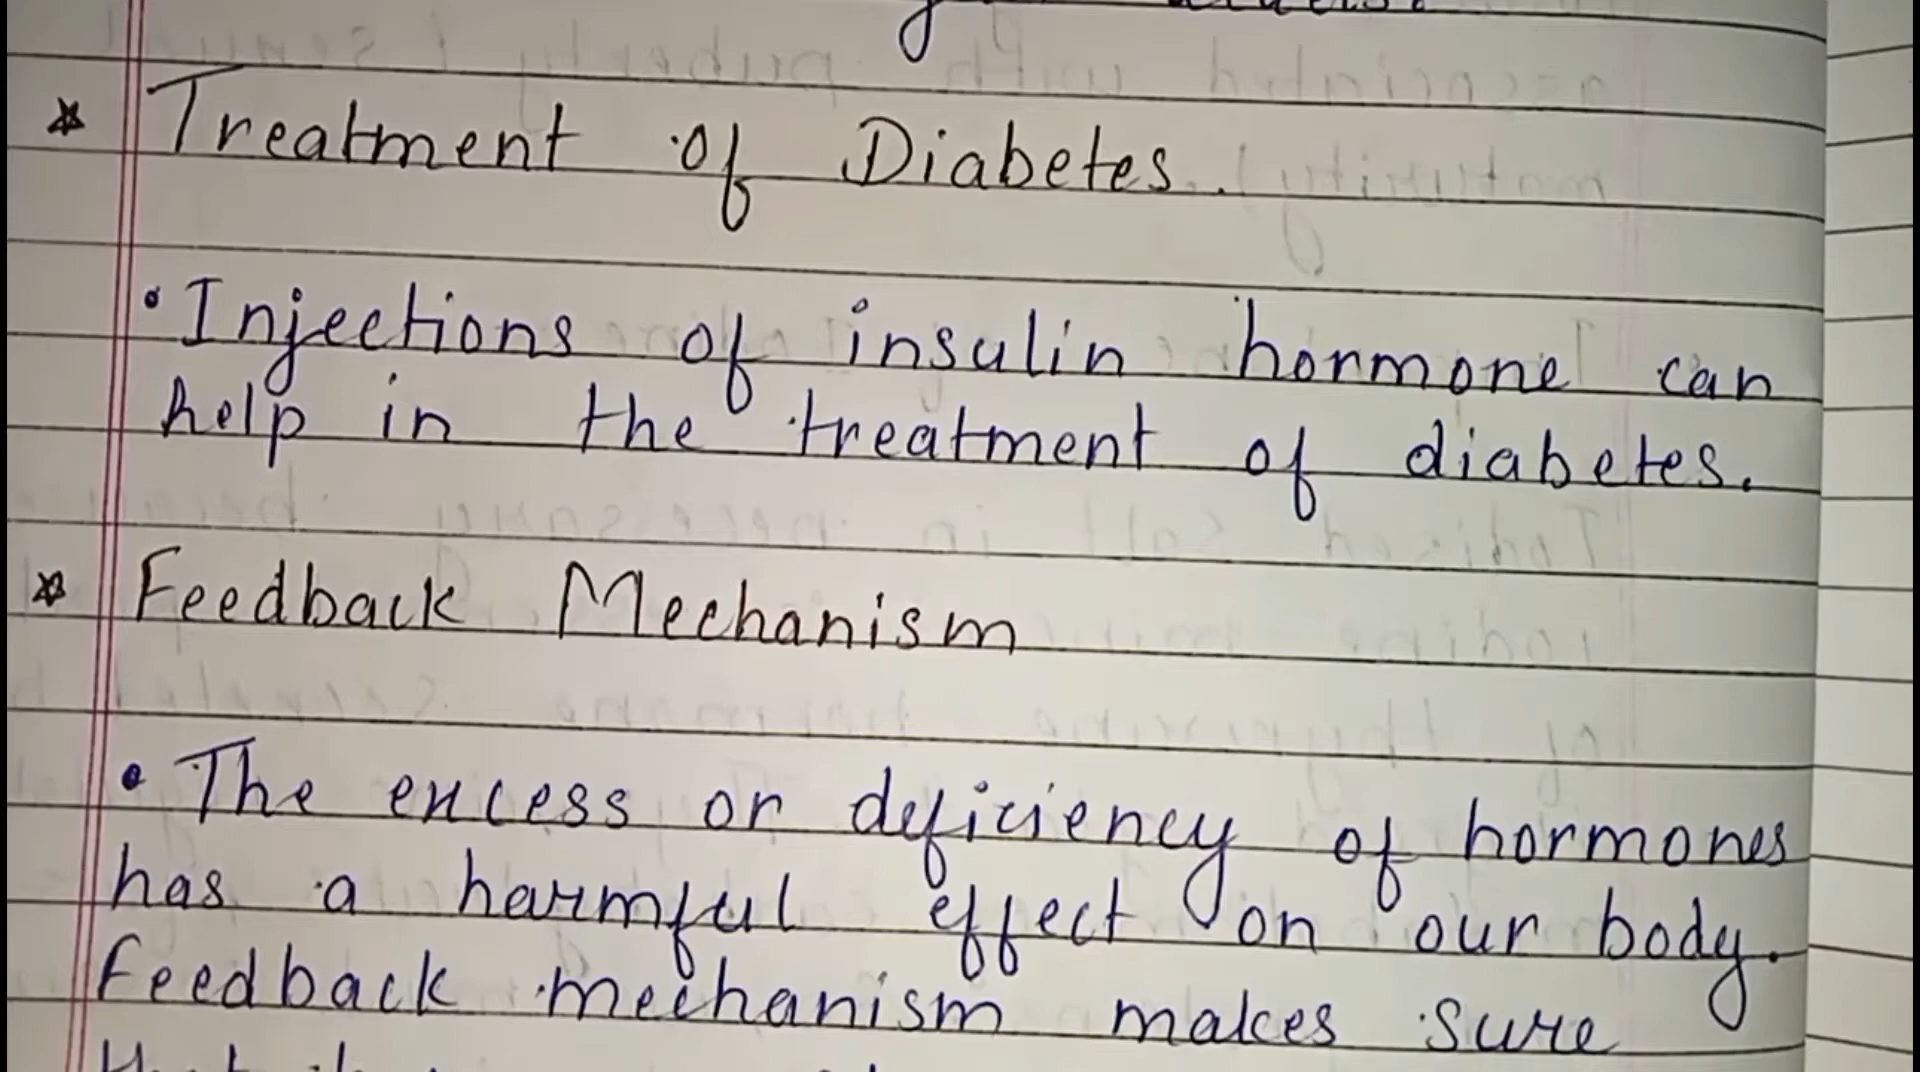 * Treatment of Diabetes.
• Injections of insulin hormone can
help in the treatment of diabetes.
* Feedback Mechanism
• The excess or deficiency of hormones
has a harmful effect on our body.
Feedback mechanism makes sure